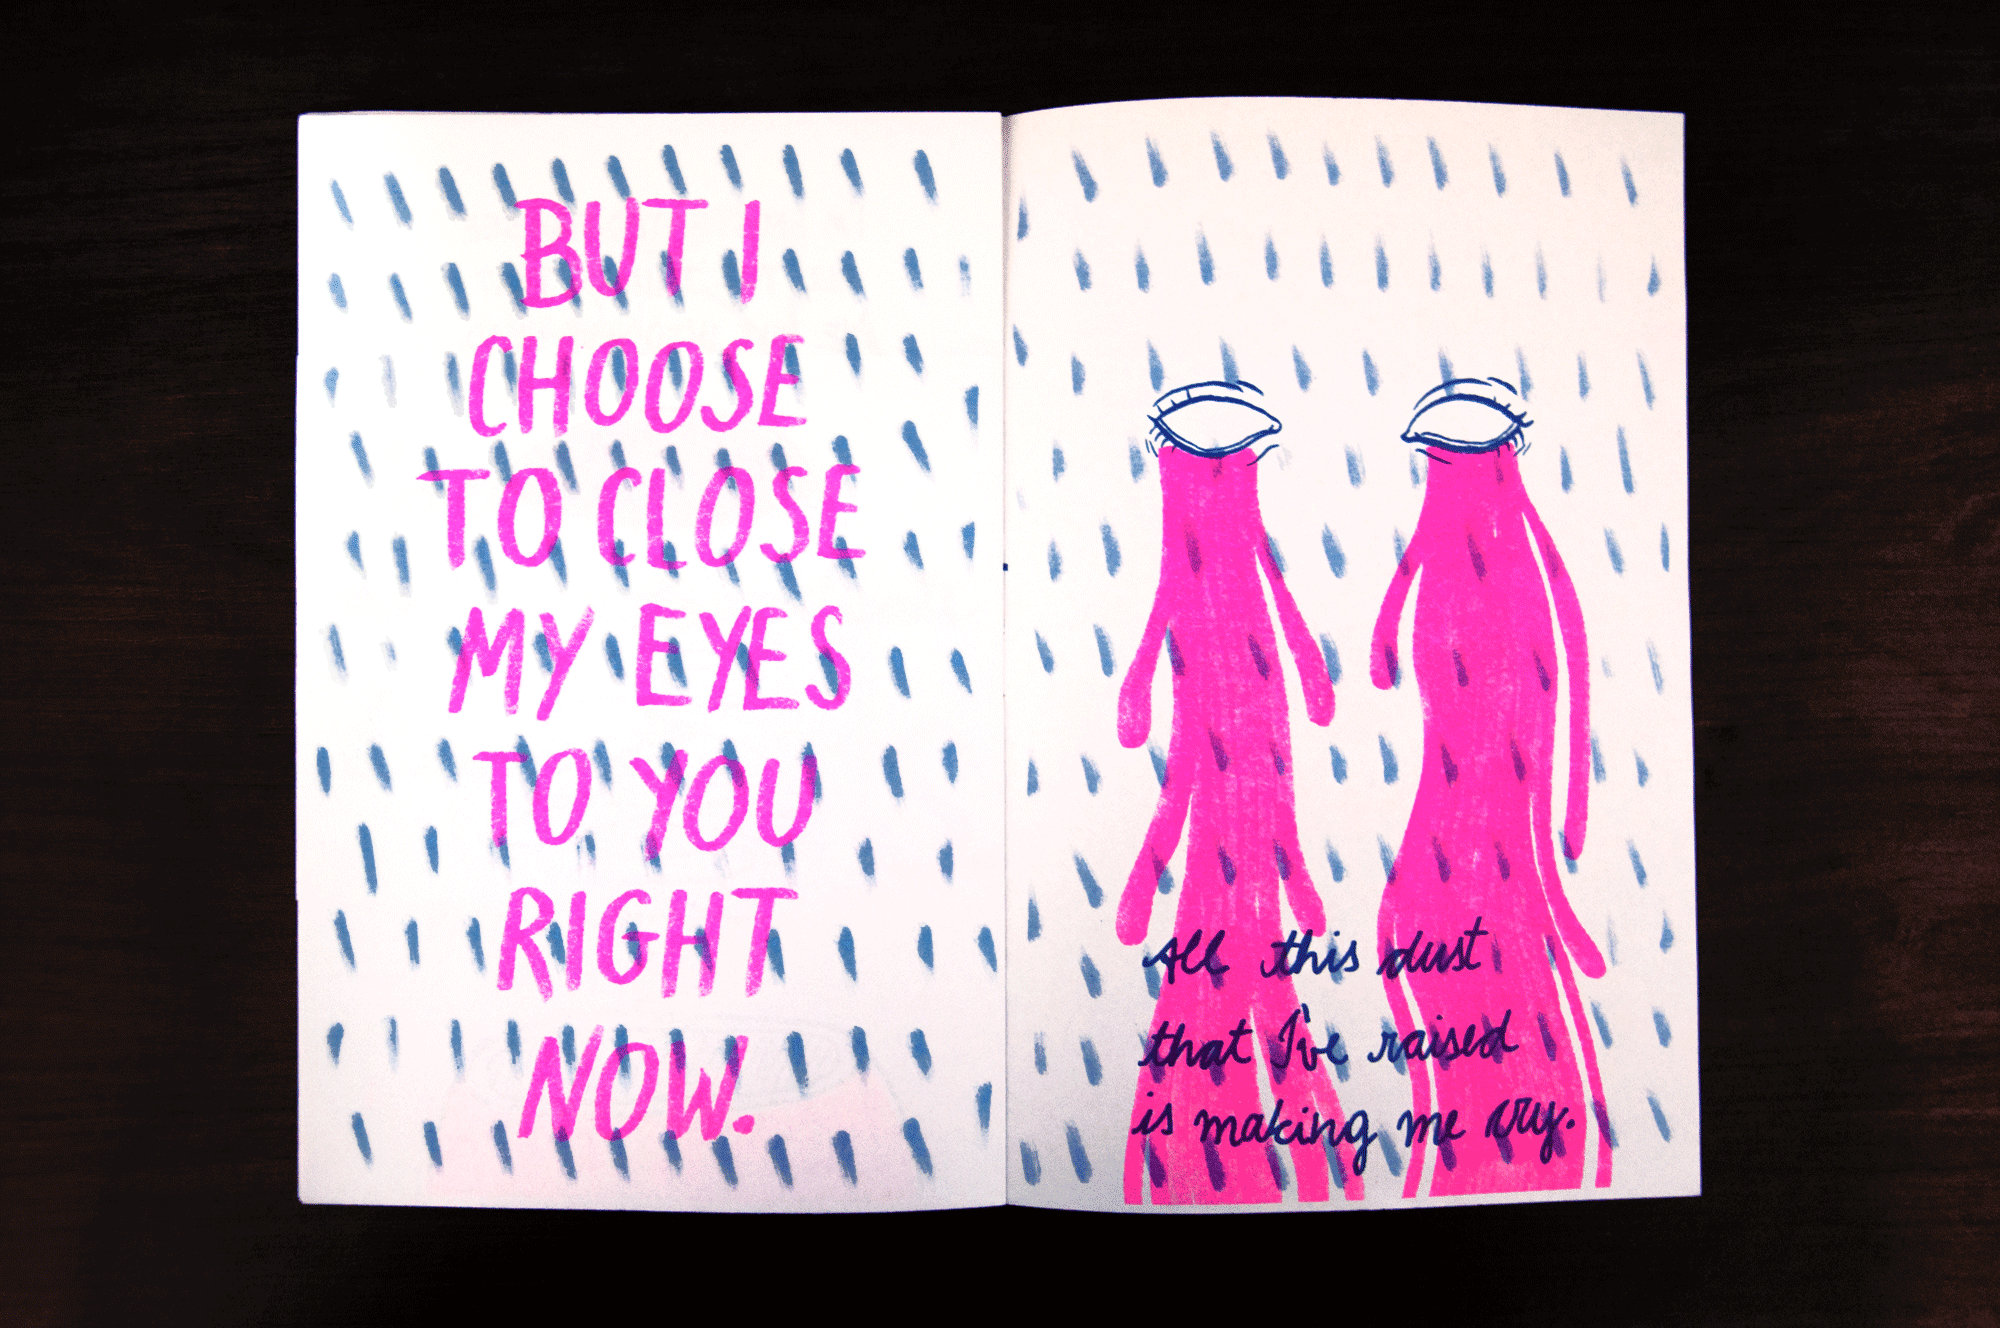 BUT I
CHOOSE
TO CLOSE
MY EYES
TO YOU
RIGHT
NOW.
All this dust
that I've raised
is making me cry.